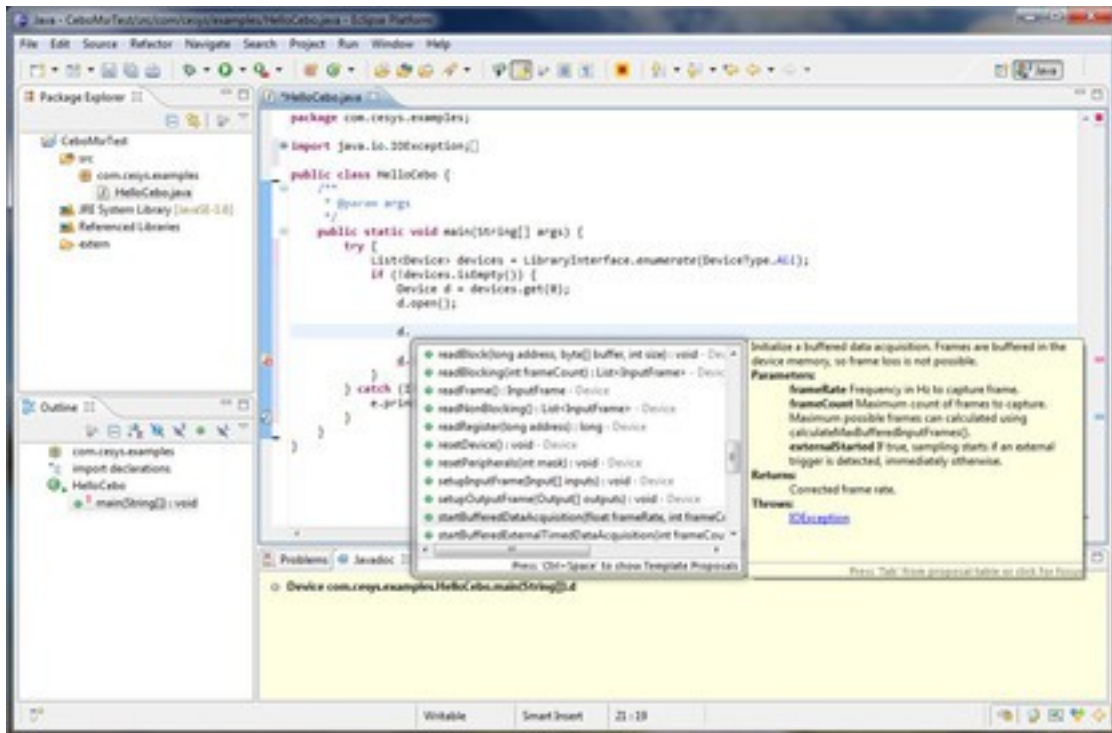 Java - CeboMsrTest/src/com/cesys/examples/HelloCebo.java - Eclipse Platform
File Edit Source Refactor Navigate Search Project Run Window Help
Java
Package Explorer
CeboMsrTest
src
com.cesys.examples
HelloCebo.java
JRE System Library [JavaSE-1.6]
Referenced Libraries
extern
*HelloCebo.java
package com.cesys.examples;
import java.io.IOException;
public class HelloCebo {
/**
* @param args
*/
public static void main(String[] args) {
try {
List<Device> devices = LibraryInterface.enumerate(DeviceType.All);
if (!devices.isEmpty()) {
Device d = devices.get(0);
d.open();
d.
d.
}
} catch (I
e.prin
}
}
}
readBlock(long address, byte[] buffer, int size) : void - Dev
readBlocking(int frameCount) : List<InputFrame> - Device
readFrame() : InputFrame - Device
readNonBlocking() : List<InputFrame> - Device
readRegister(long address) : long - Device
resetDevice() : void - Device
resetPeripherals(int mask) : void - Device
setupInputFrame(Input[] inputs) : void - Device
setupOutputFrame(Output[] outputs) : void - Device
startBufferedDataAcquisition(float frameRate, int frameCo
startBufferedExternalTimedDataAcquisition(int frameCou
Press 'Ctrl+Space' to show Template Proposals
Initialize a buffered data acquisition. Frames are buffered in the
device memory, so frame loss is not possible.
Parameters:
frameRate Frequency in Hz to capture frame.
frameCount Maximum count of frames to capture.
Maximum possible frames can calculated using
calculateMaxBufferedInputFrames().
externalStarted If true, sampling starts if an external
trigger is detected, immediately otherwise.
Returns:
Corrected frame rate.
Throws:
IOException
Press 'Tab' from proposal table or click for focus
Outline
com.cesys.examples
import declarations
HelloCebo
main(String[]) : void
Problems Javadoc
Device com.cesys.examples.HelloCebo.main(String[]).d
Writable Smart Insert 21 : 19